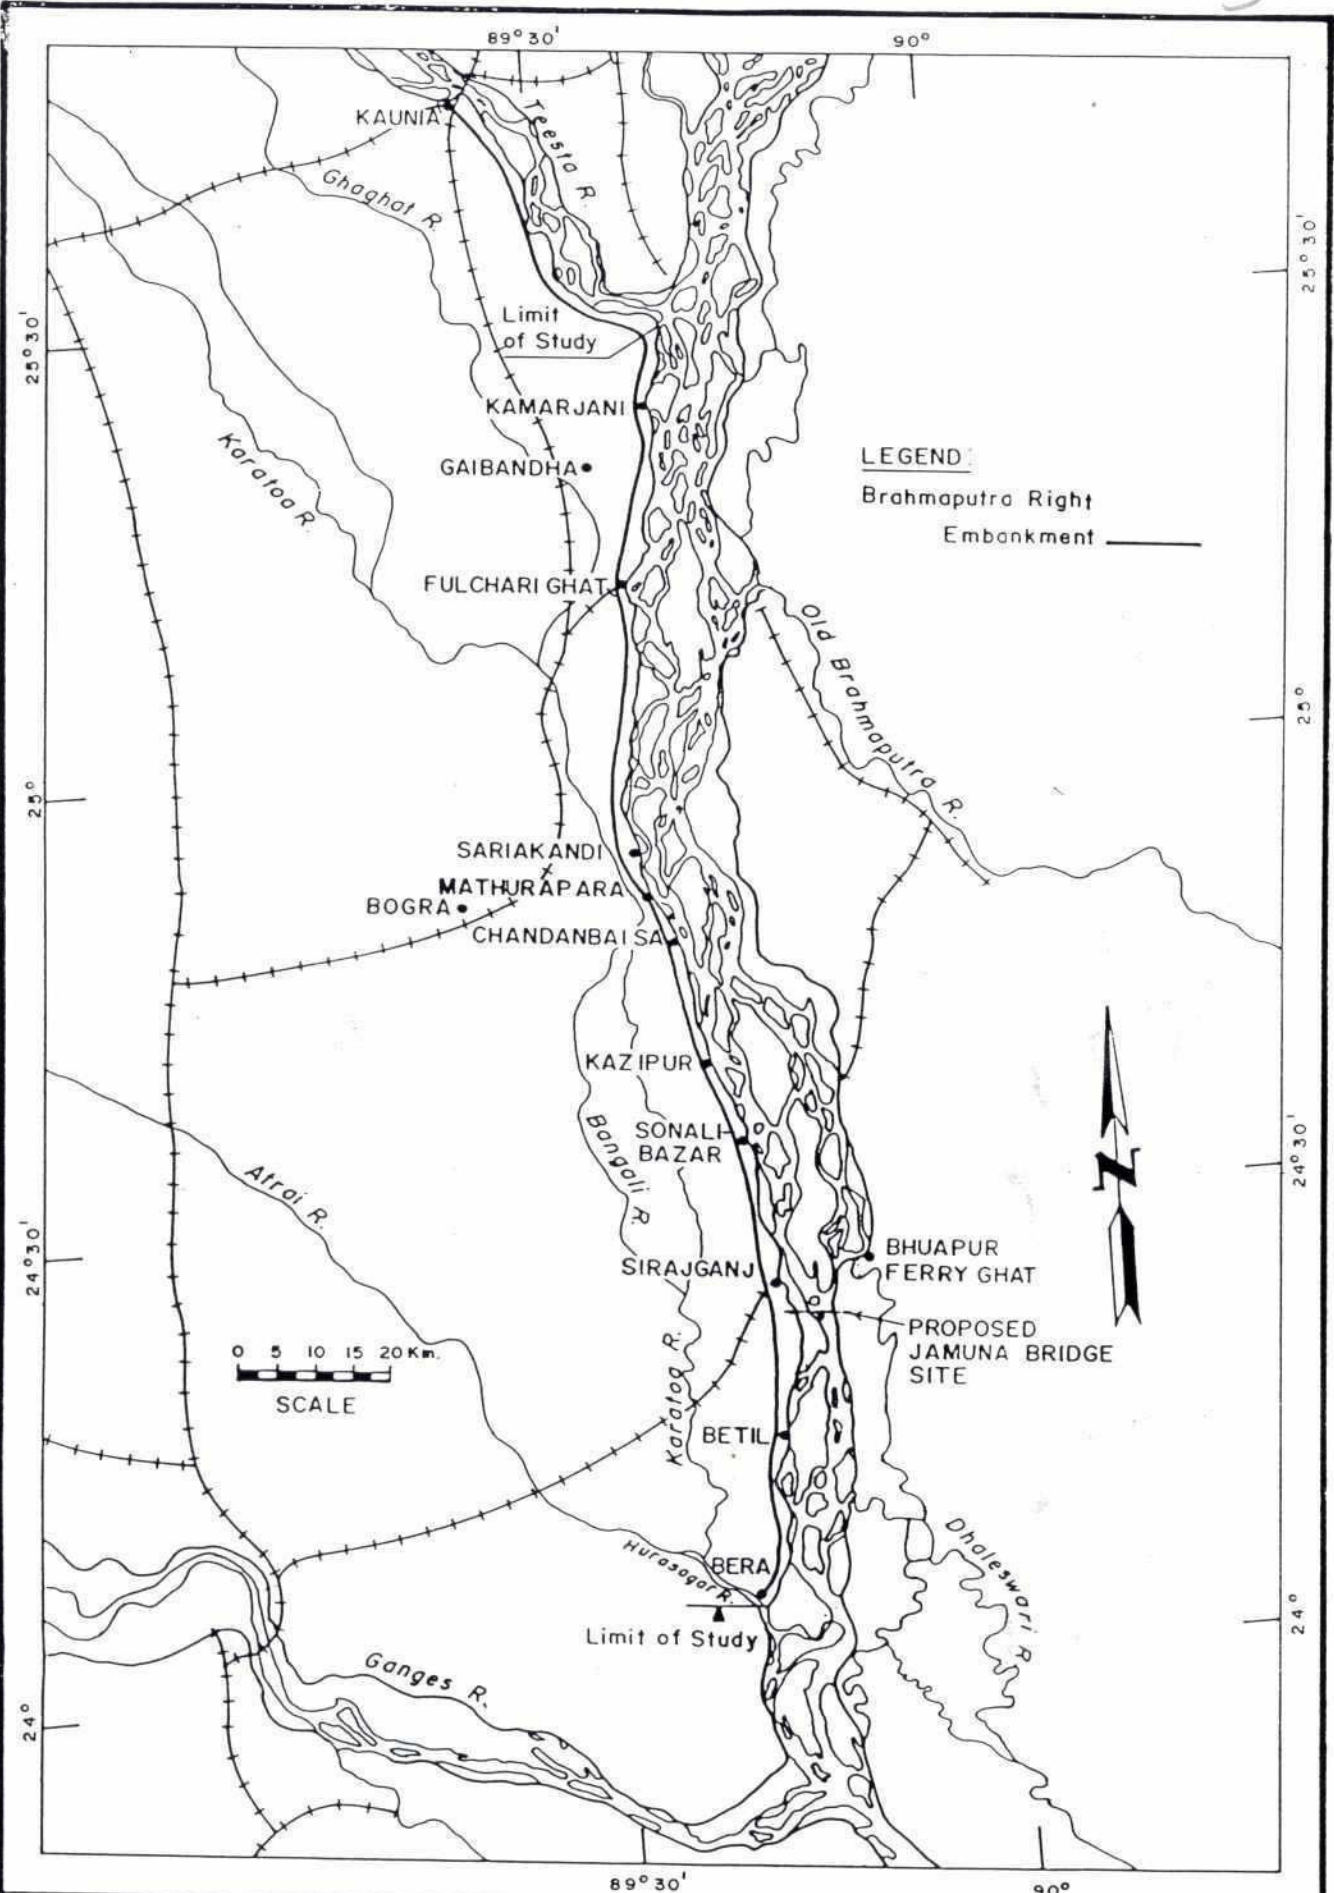 89°30'
90°
KAUNIA
Teesta R.
Ghaghat R.
25°30'
Limit
of Study
25°30'
KAMARJANI
Karatoa R.
GAIBANDHA
LEGEND:
Brahmaputra Right
Embankment
FULCHARI GHAT
Old Brahmaputra R.
25°
25°
SARIAKANDI
MATHURAPARA
BOGRA
CHANDANBAISA
KAZIPUR
Bangali R.
SONALI-
BAZAR
24°30'
N
Atrai R.
BHUAPUR
FERRY GHAT
SIRAJGANJ
24°30'
PROPOSED
JAMUNA BRIDGE
SITE
0 5 10 15 20 Km.
SCALE
Karatoa R.
BETIL
Dhaleswari R.
Hurasagar R.
BERA
24°
Limit of Study
Ganges R.
24°
89°30'
90°